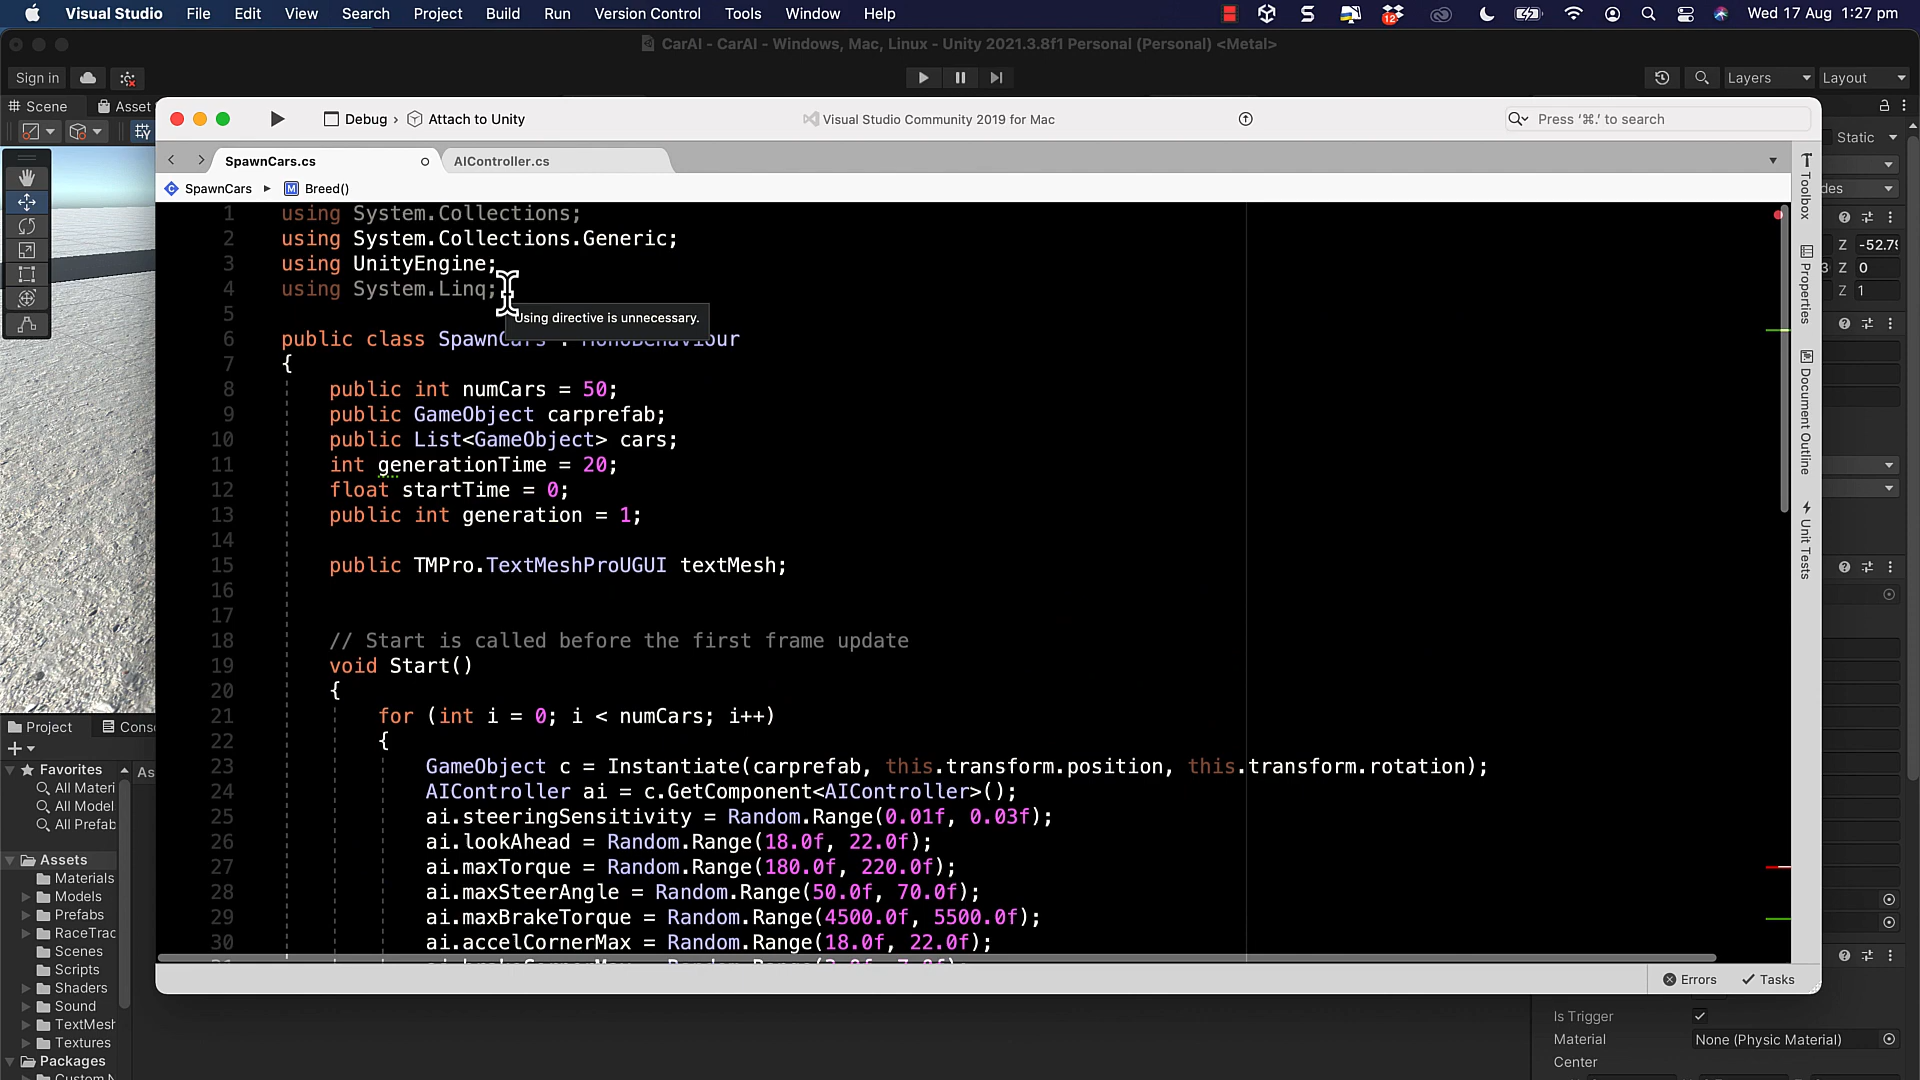 Visual Studio File Edit View Search Project Build Run Version Control Tools Window Help
12
Wed 17 Aug 1:27 pm
CarAI - CarAI - Windows, Mac, Linux - Unity 2021.3.8f1 Personal (Personal) <Metal>
Sign in
Layers
Layout
Scene
Asset
Static
Debug › Attach to Unity
Visual Studio Community 2019 for Mac
Press ‘⌘.’ to search
SpawnCars.cs
AIController.cs
SpawnCars ▸ Breed()
1 using System.Collections;
2 using System.Collections.Generic;
3 using UnityEngine;
4 using System.Linq;
Using directive is unnecessary.
5
6 public class SpawnCars : MonoBehaviour
7 {
8 public int numCars = 50;
9 public GameObject carprefab;
10 public List<GameObject> cars;
11 int generationTime = 20;
12 float startTime = 0;
13 public int generation = 1;
14
15 public TMPro.TextMeshProUGUI textMesh;
16
17
18 // Start is called before the first frame update
19 void Start()
20 {
21 for (int i = 0; i < numCars; i++)
22 {
23 GameObject c = Instantiate(carprefab, this.transform.position, this.transform.rotation);
24 AIController ai = c.GetComponent<AIController>();
25 ai.steeringSensitivity = Random.Range(0.01f, 0.03f);
26 ai.lookAhead = Random.Range(18.0f, 22.0f);
27 ai.maxTorque = Random.Range(180.0f, 220.0f);
28 ai.maxSteerAngle = Random.Range(50.0f, 70.0f);
29 ai.maxBrakeTorque = Random.Range(4500.0f, 5500.0f);
30 ai.accelCornerMax = Random.Range(18.0f, 22.0f);
Toolbox
Properties
Document Outline
Unit Tests
des
Z -52.79
3 Z 0
Z 1
Errors
Tasks
Project
Cons
As
Favorites
All Materi
All Model
All Prefab
Assets
Materials
Models
Prefabs
RaceTrac
Scenes
Scripts
Shaders
Sound
TextMesh
Textures
Packages
Custom N
Is Trigger
Material
None (Physic Material)
Center